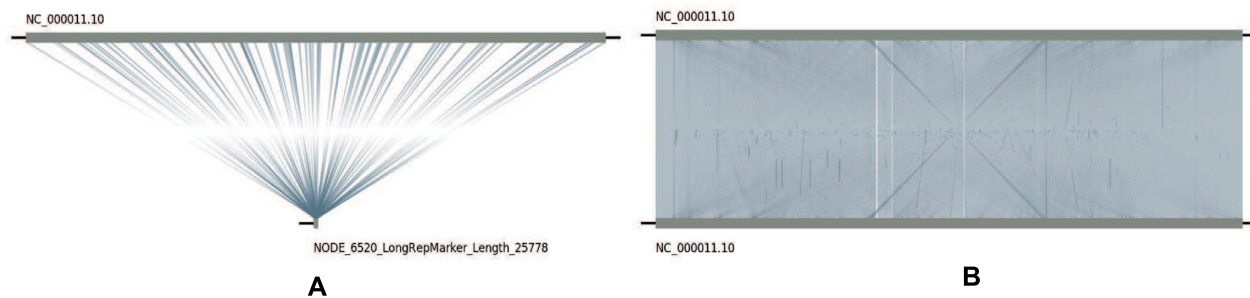 NC_000011.10
NODE_6520_LongRepMarker_Length_25778
A
NC_000011.10
NC_000011.10
B